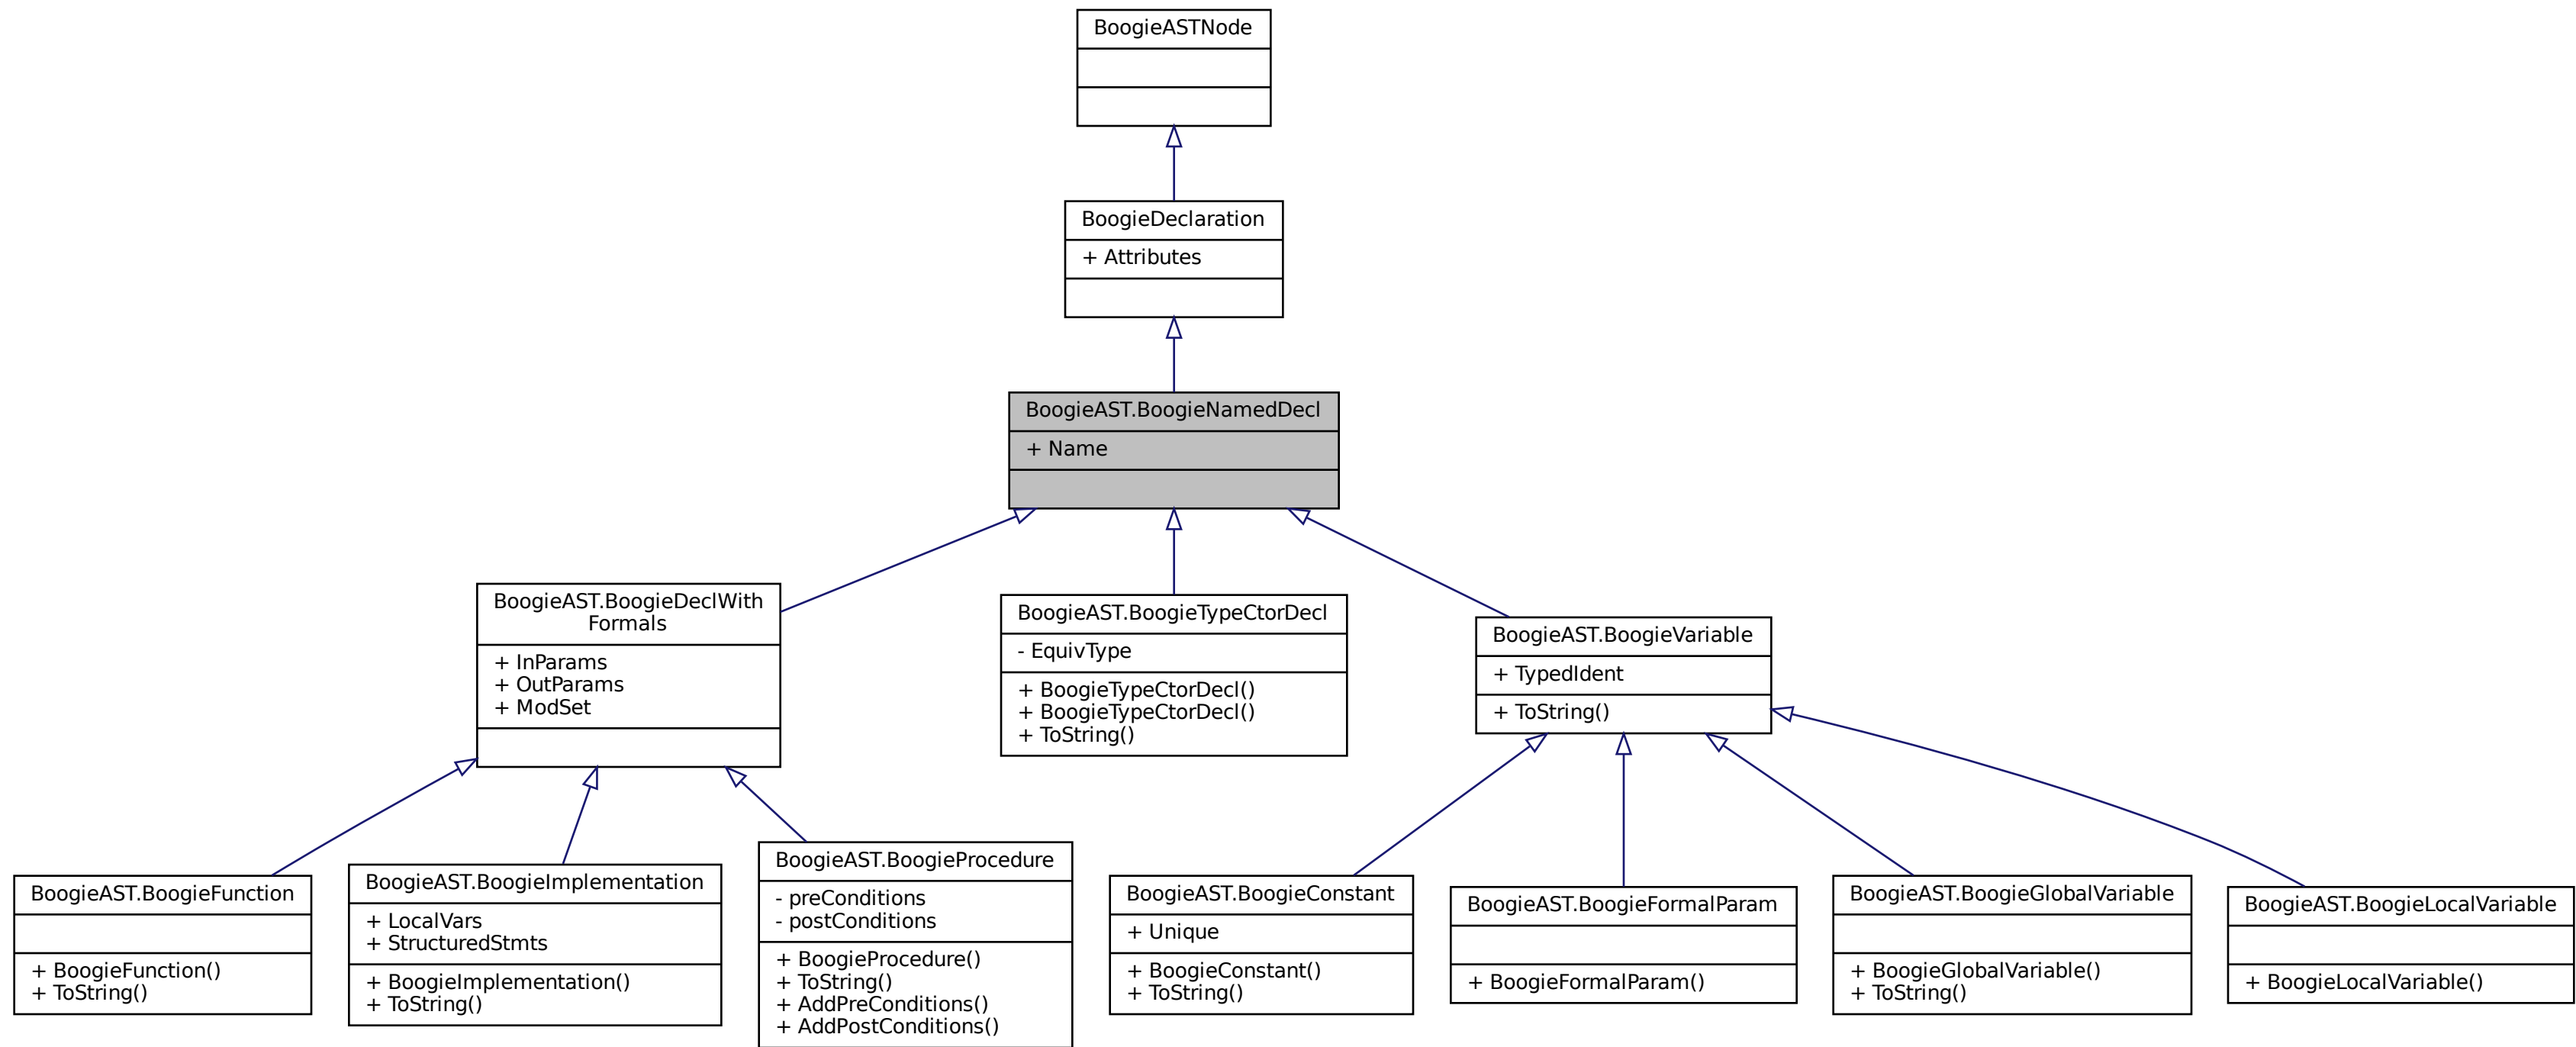 BoogieASTNode
BoogieDeclaration
+ Attributes
BoogieAST.BoogieNamedDecl
+ Name
BoogieAST.BoogieDeclWith
Formals
+ InParams
+ OutParams
+ ModSet
BoogieAST.BoogieTypeCtorDecl
- EquivType
+ BoogieTypeCtorDecl()
+ BoogieTypeCtorDecl()
+ ToString()
BoogieAST.BoogieVariable
+ TypedIdent
+ ToString()
BoogieAST.BoogieFunction
+ BoogieFunction()
+ ToString()
BoogieAST.BoogieImplementation
+ LocalVars
+ StructuredStmts
+ BoogieImplementation()
+ ToString()
BoogieAST.BoogieProcedure
- preConditions
- postConditions
+ BoogieProcedure()
+ ToString()
+ AddPreConditions()
+ AddPostConditions()
BoogieAST.BoogieConstant
+ Unique
+ BoogieConstant()
+ ToString()
BoogieAST.BoogieFormalParam
+ BoogieFormalParam()
BoogieAST.BoogieGlobalVariable
+ BoogieGlobalVariable()
+ ToString()
BoogieAST.BoogieLocalVariable
+ BoogieLocalVariable()